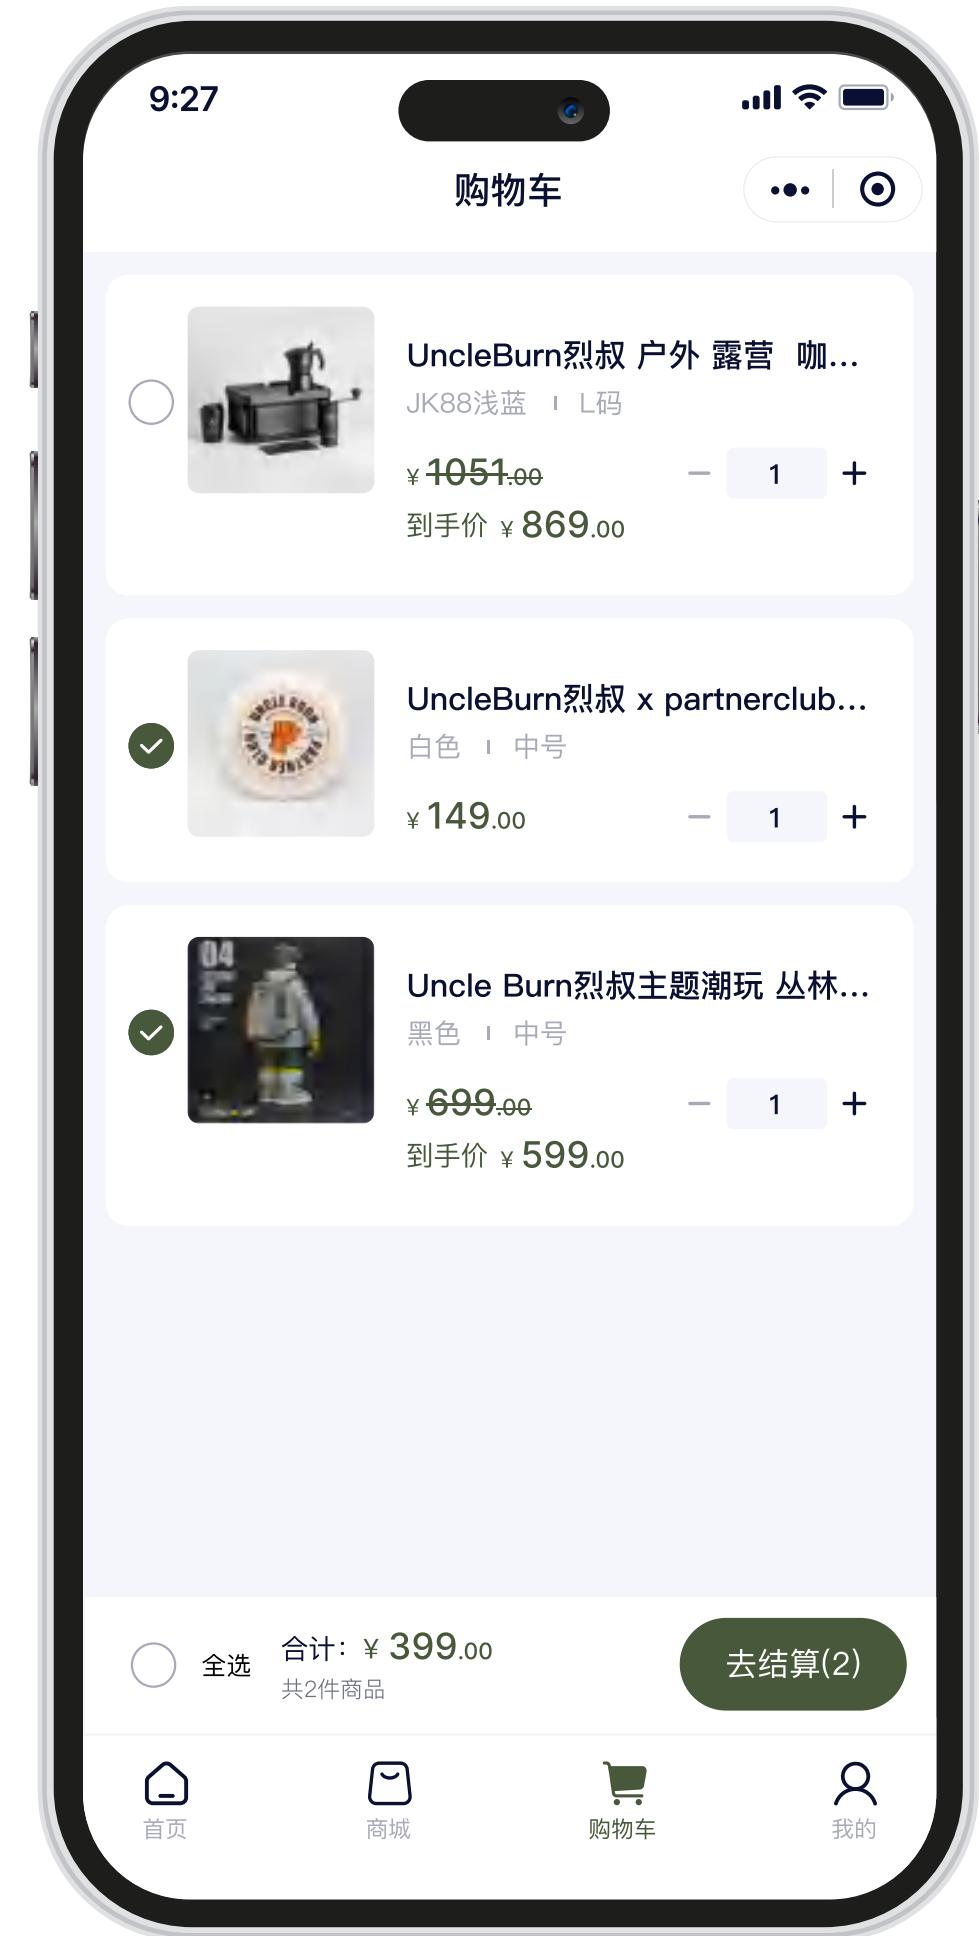 9:27
购物车
UncleBurn烈叔 户外 露营 咖...
JK88浅蓝 | L码
¥ 1051.00
1
到手价 ¥ 869.00
UNCLE BURN
PARTNER CLUB
UncleBurn烈叔 x partnerclub...
白色 | 中号
¥ 149.00
1
04
Uncle Burn烈叔主题潮玩 丛林...
黑色 | 中号
¥ 699.00
1
到手价 ¥ 599.00
全选
合计：¥ 399.00
共2件商品
去结算(2)
首页
商城
购物车
我的